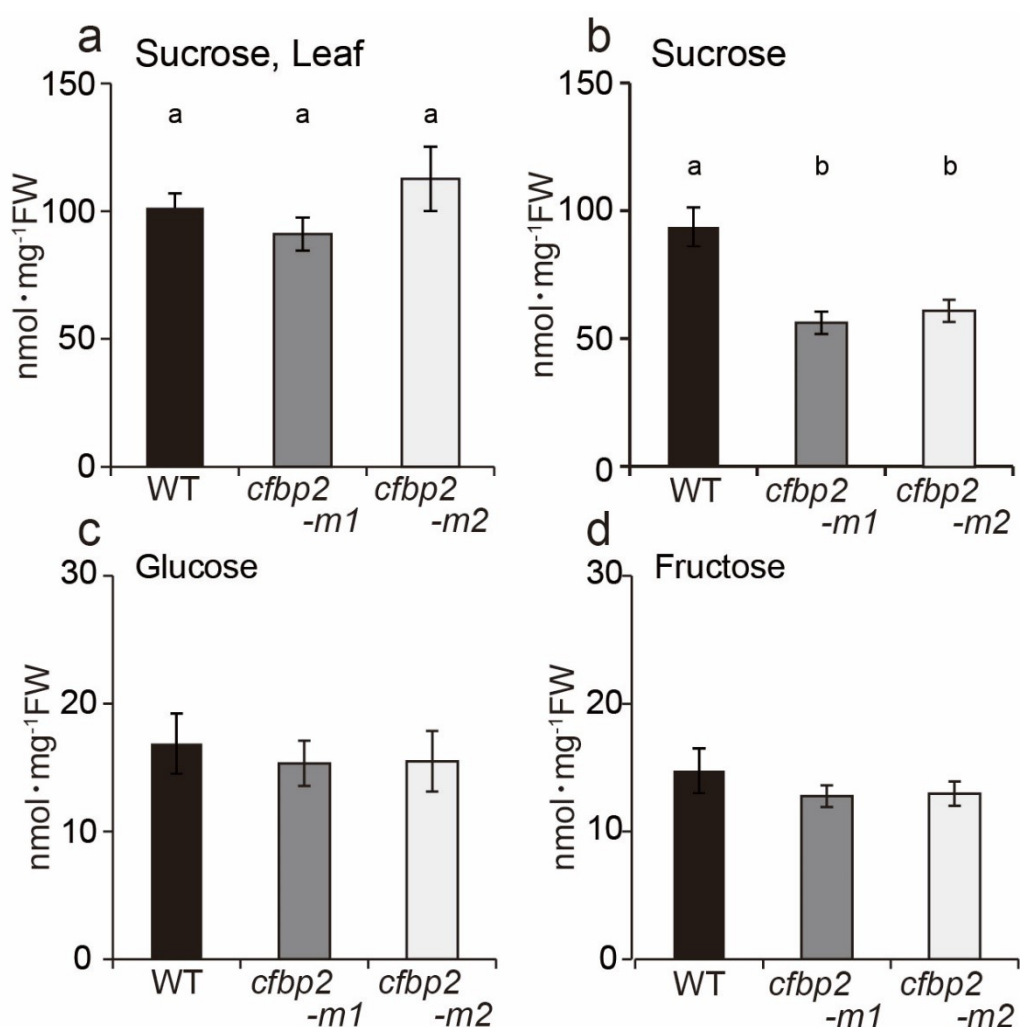 a
Sucrose, Leaf
150
100
50
0
nmol·mg⁻¹FW
a
a
a
WT
cfbp2
-m1
cfbp2
-m2
b
Sucrose
150
100
50
0
nmol·mg⁻¹FW
a
b
b
WT
cfbp2
-m1
cfbp2
-m2
c
Glucose
30
20
10
0
nmol·mg⁻¹FW
WT
cfbp2
-m1
cfbp2
-m2
d
Fructose
30
20
10
0
nmol·mg⁻¹FW
WT
cfbp2
-m1
cfbp2
-m2